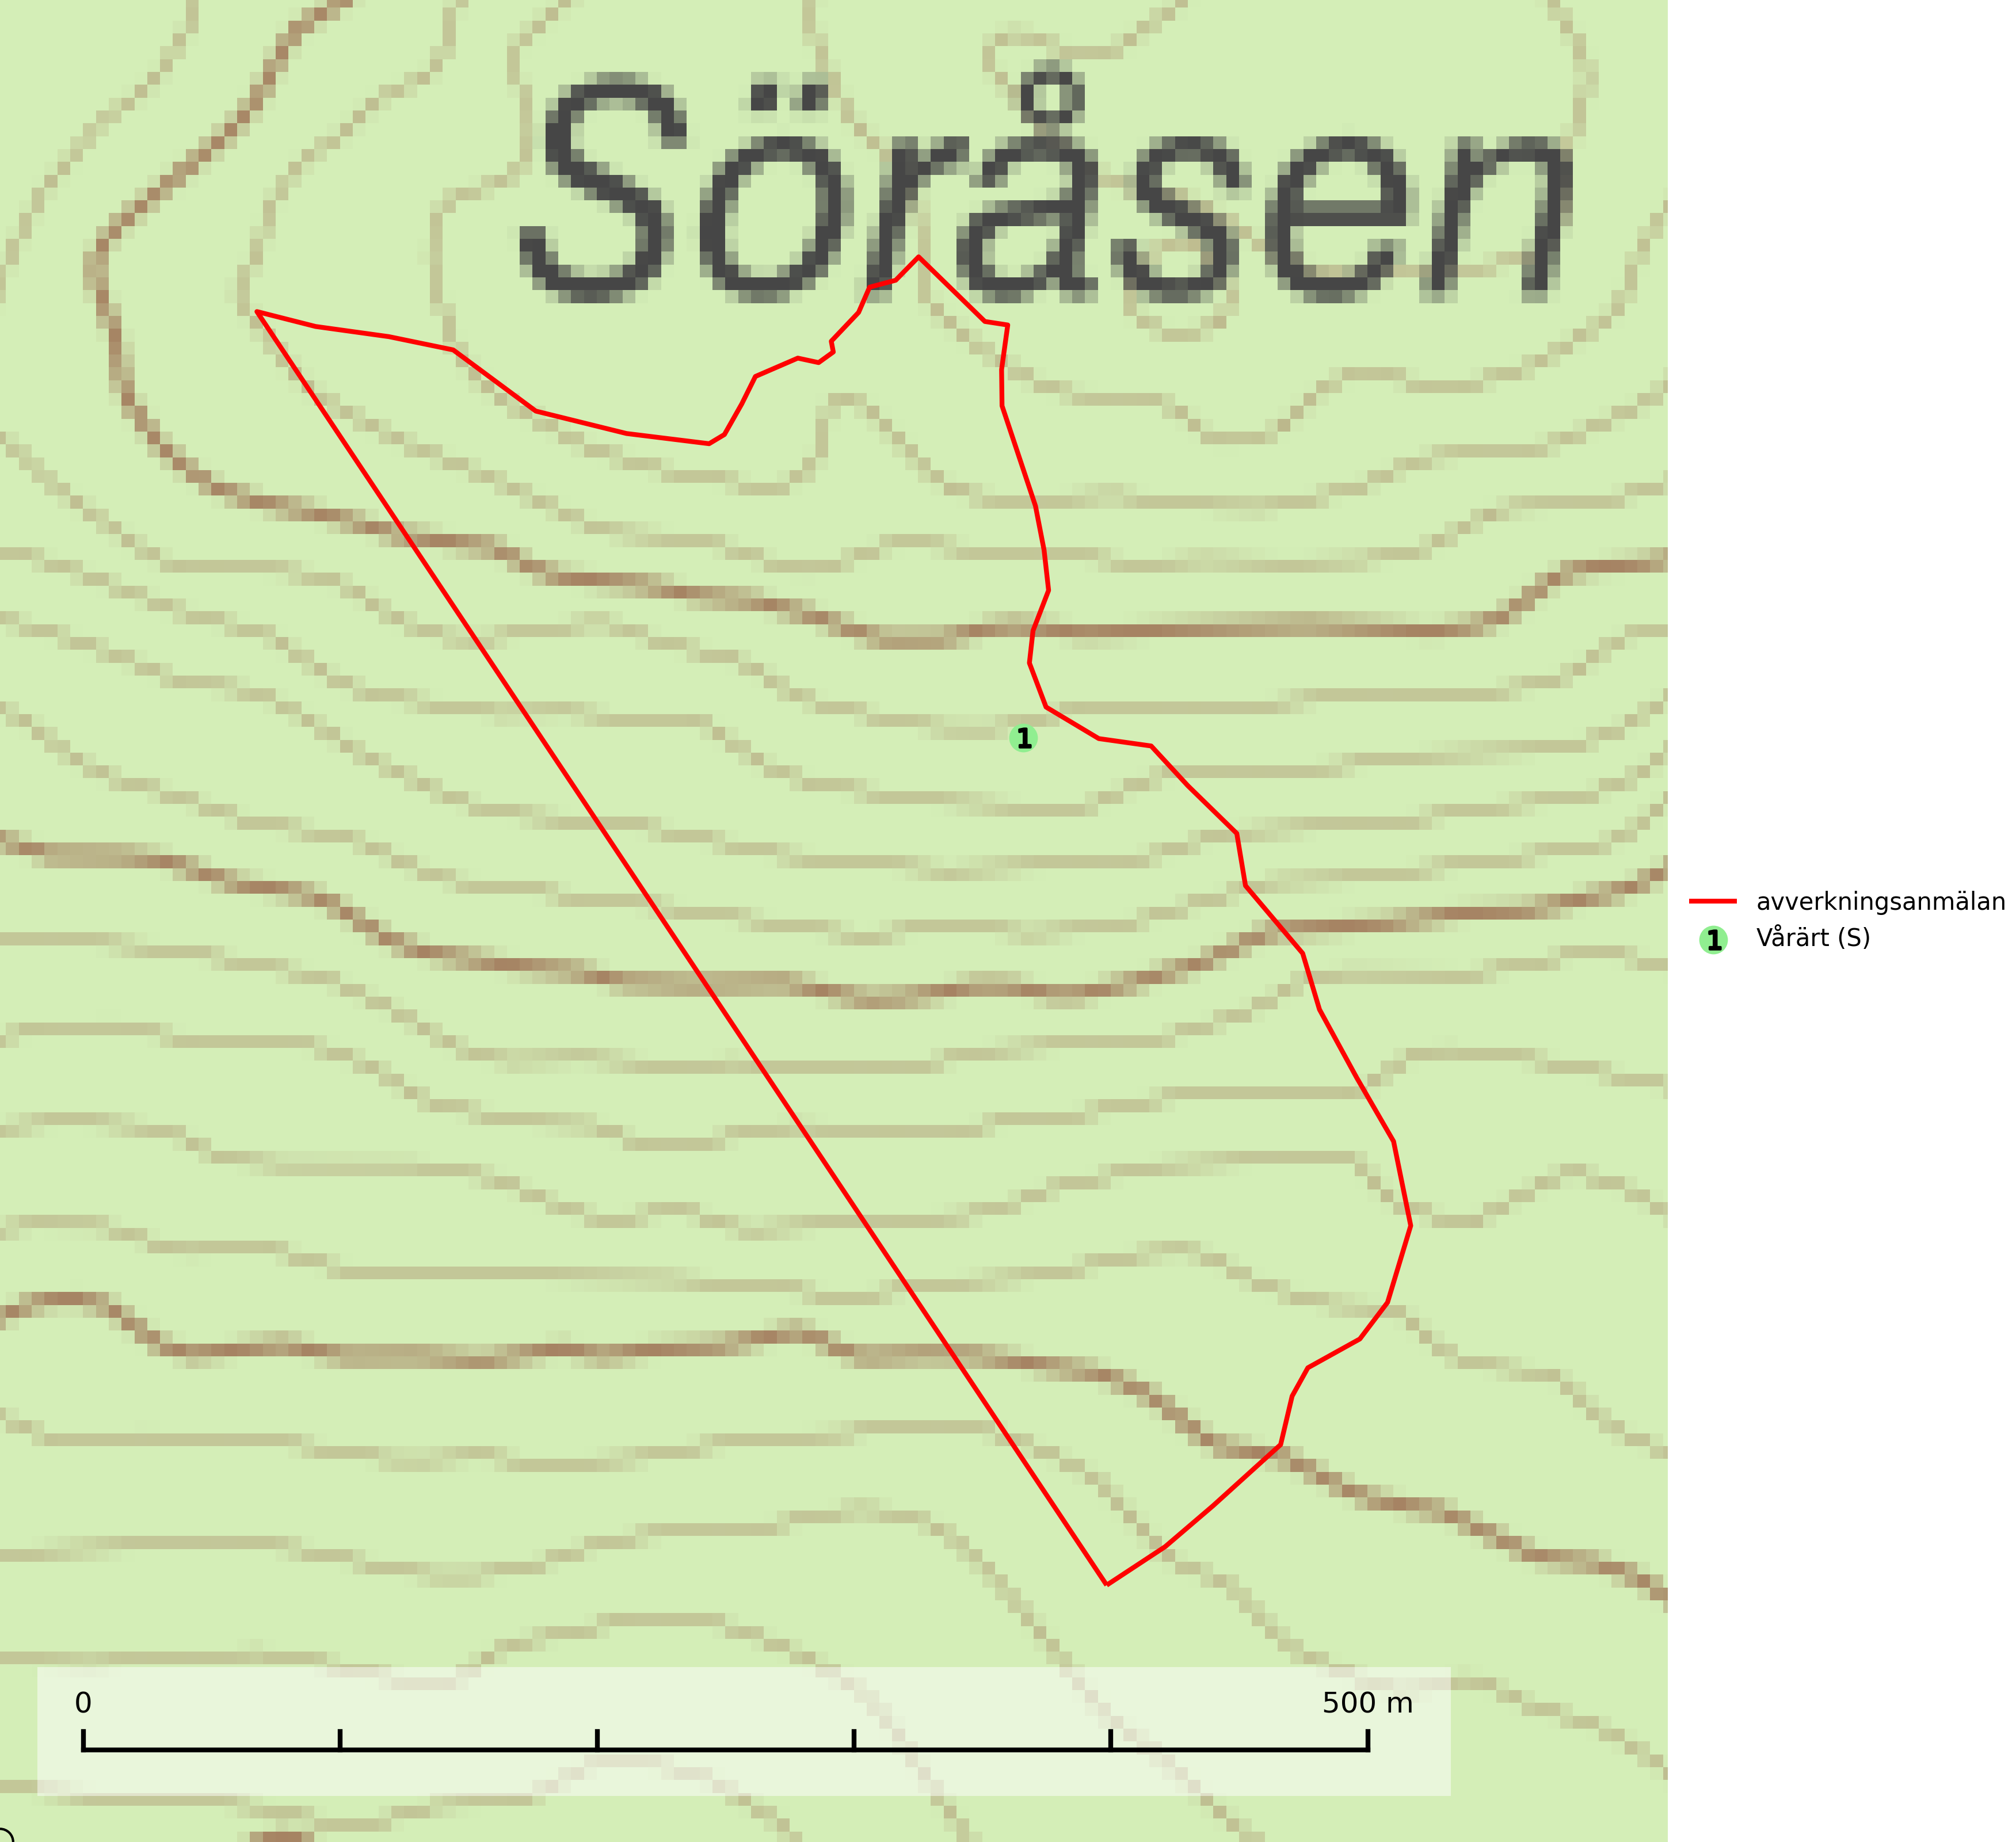 Söråsen
1
avverkningsanmälan
1 Vårärt (S)
0 500 m